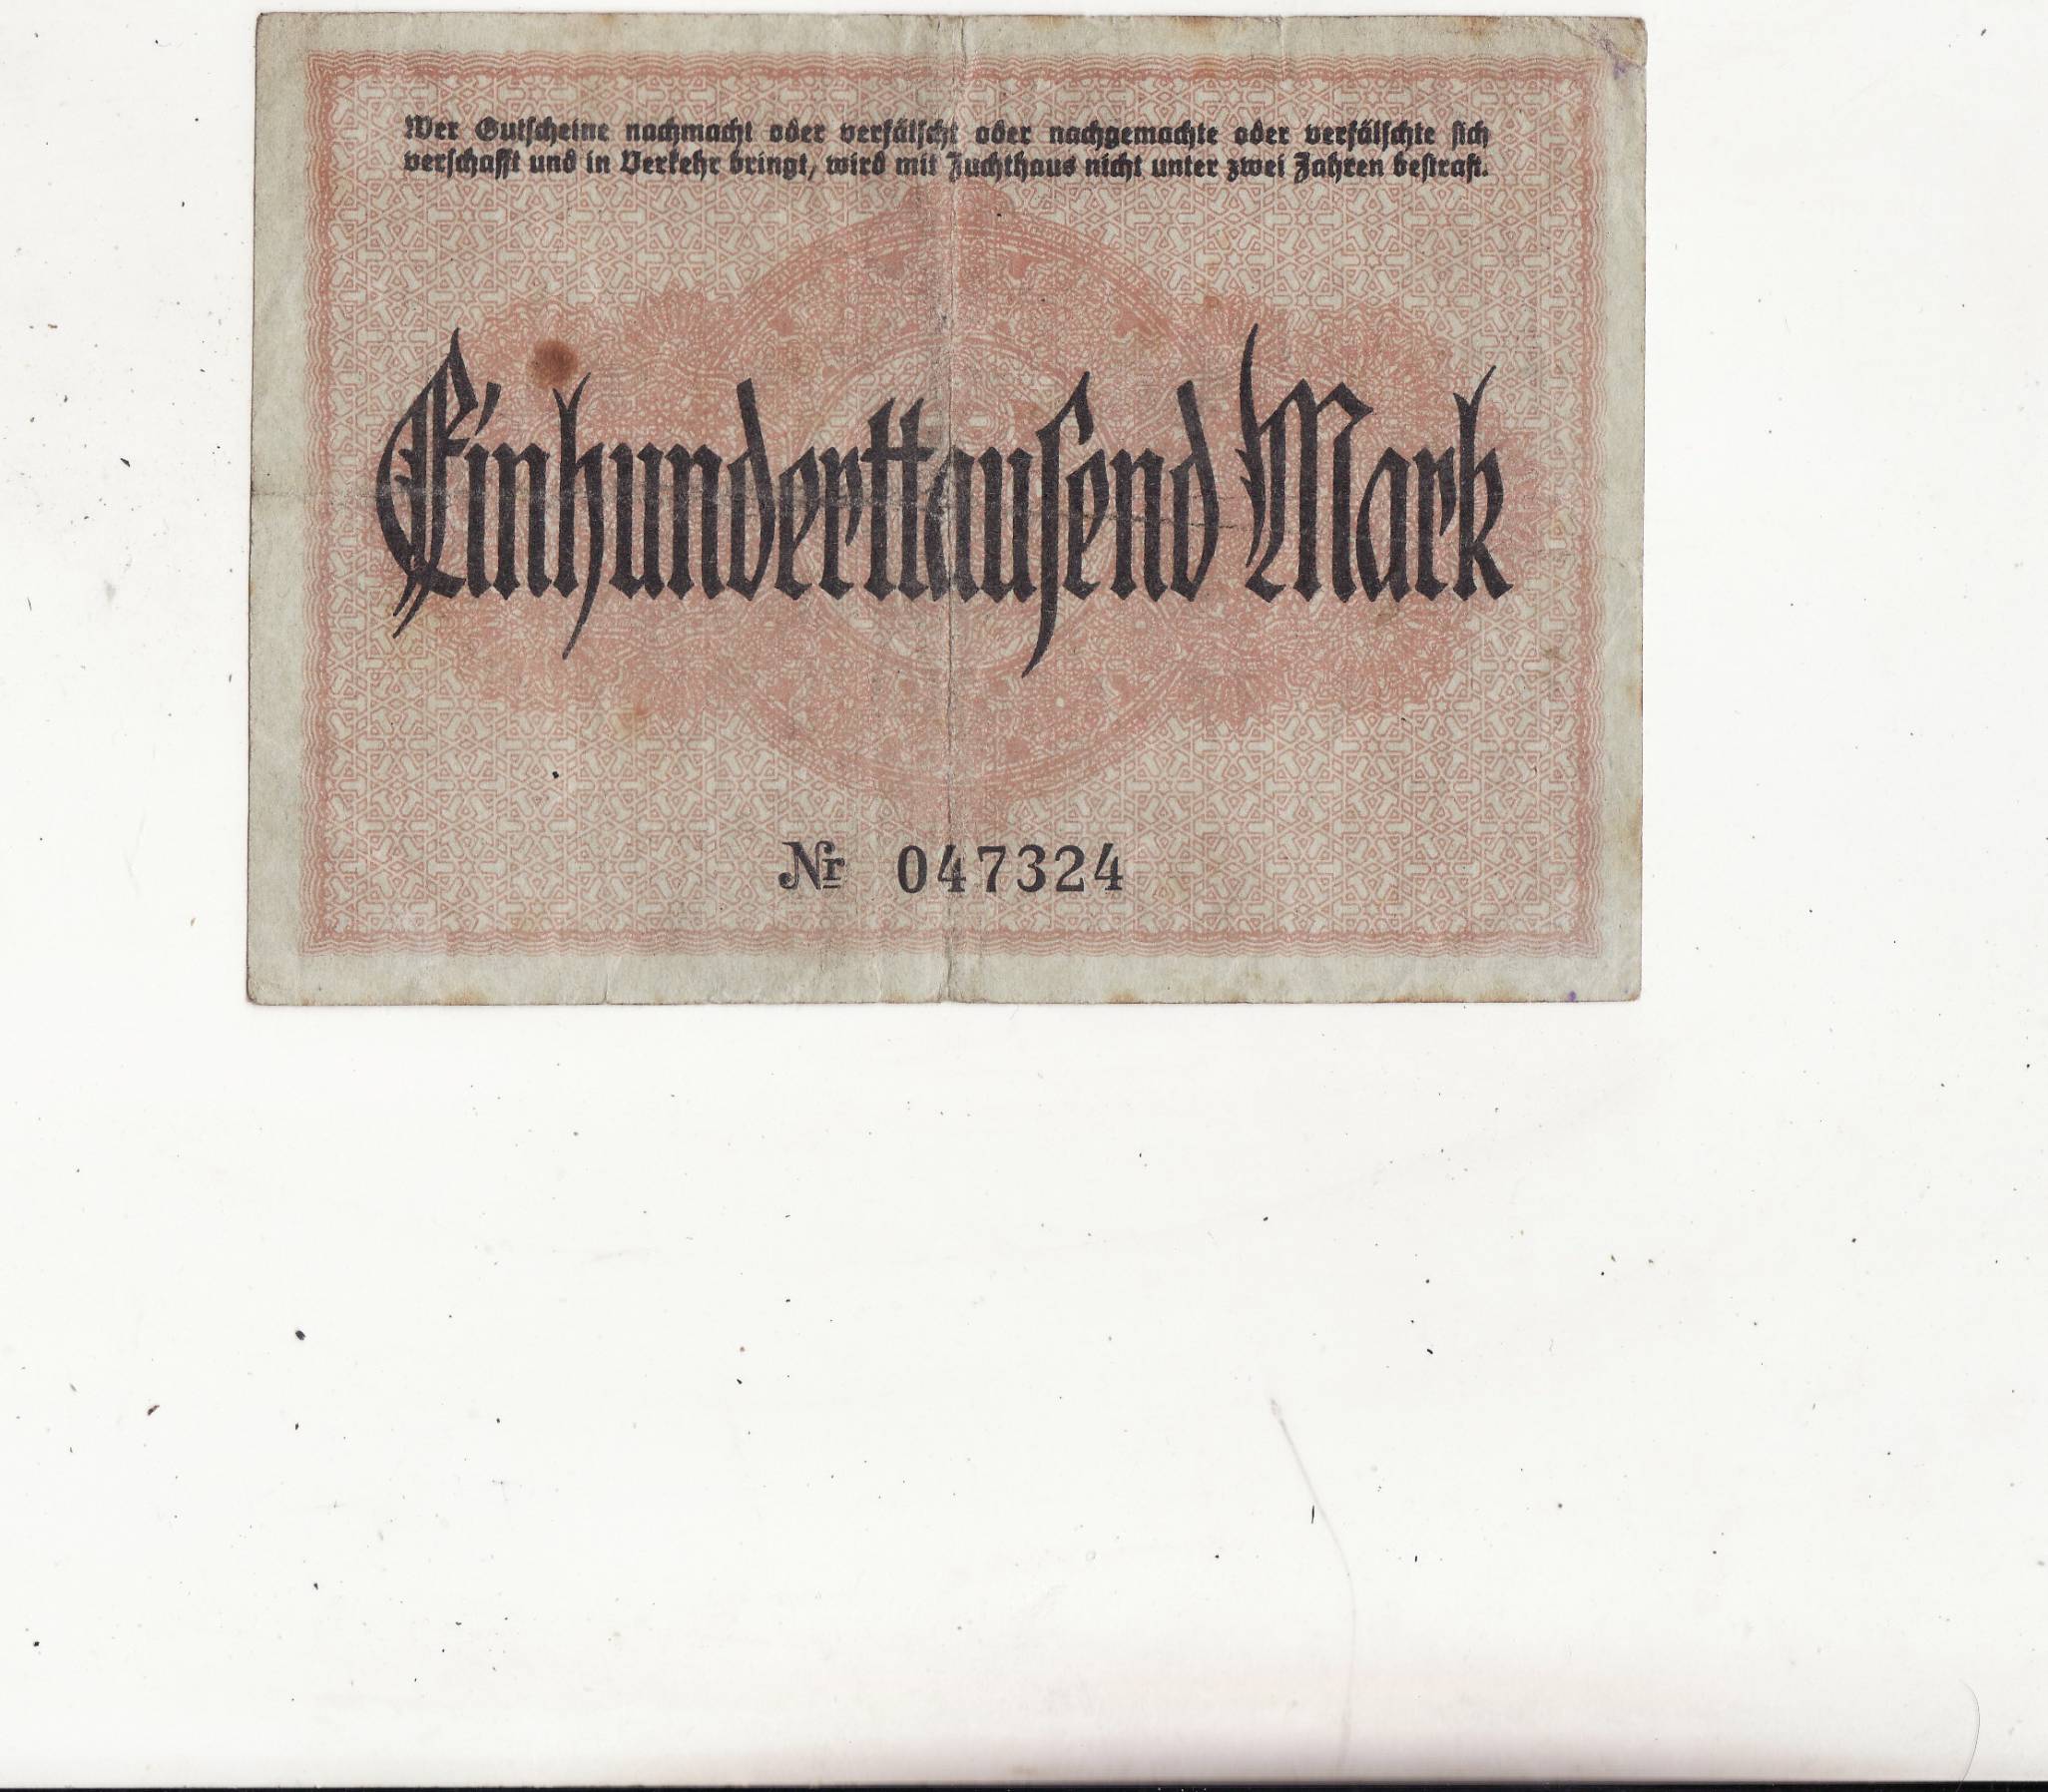 Wer Gutscheine nachmacht oder verfälscht oder nachgemachte oder verfälschte sich
verschafft und in Verkehr bringt, wird mit Zuchthaus nicht unter zwei Jahren bestraft.
Einhunderttausend Mark
Nr 047324